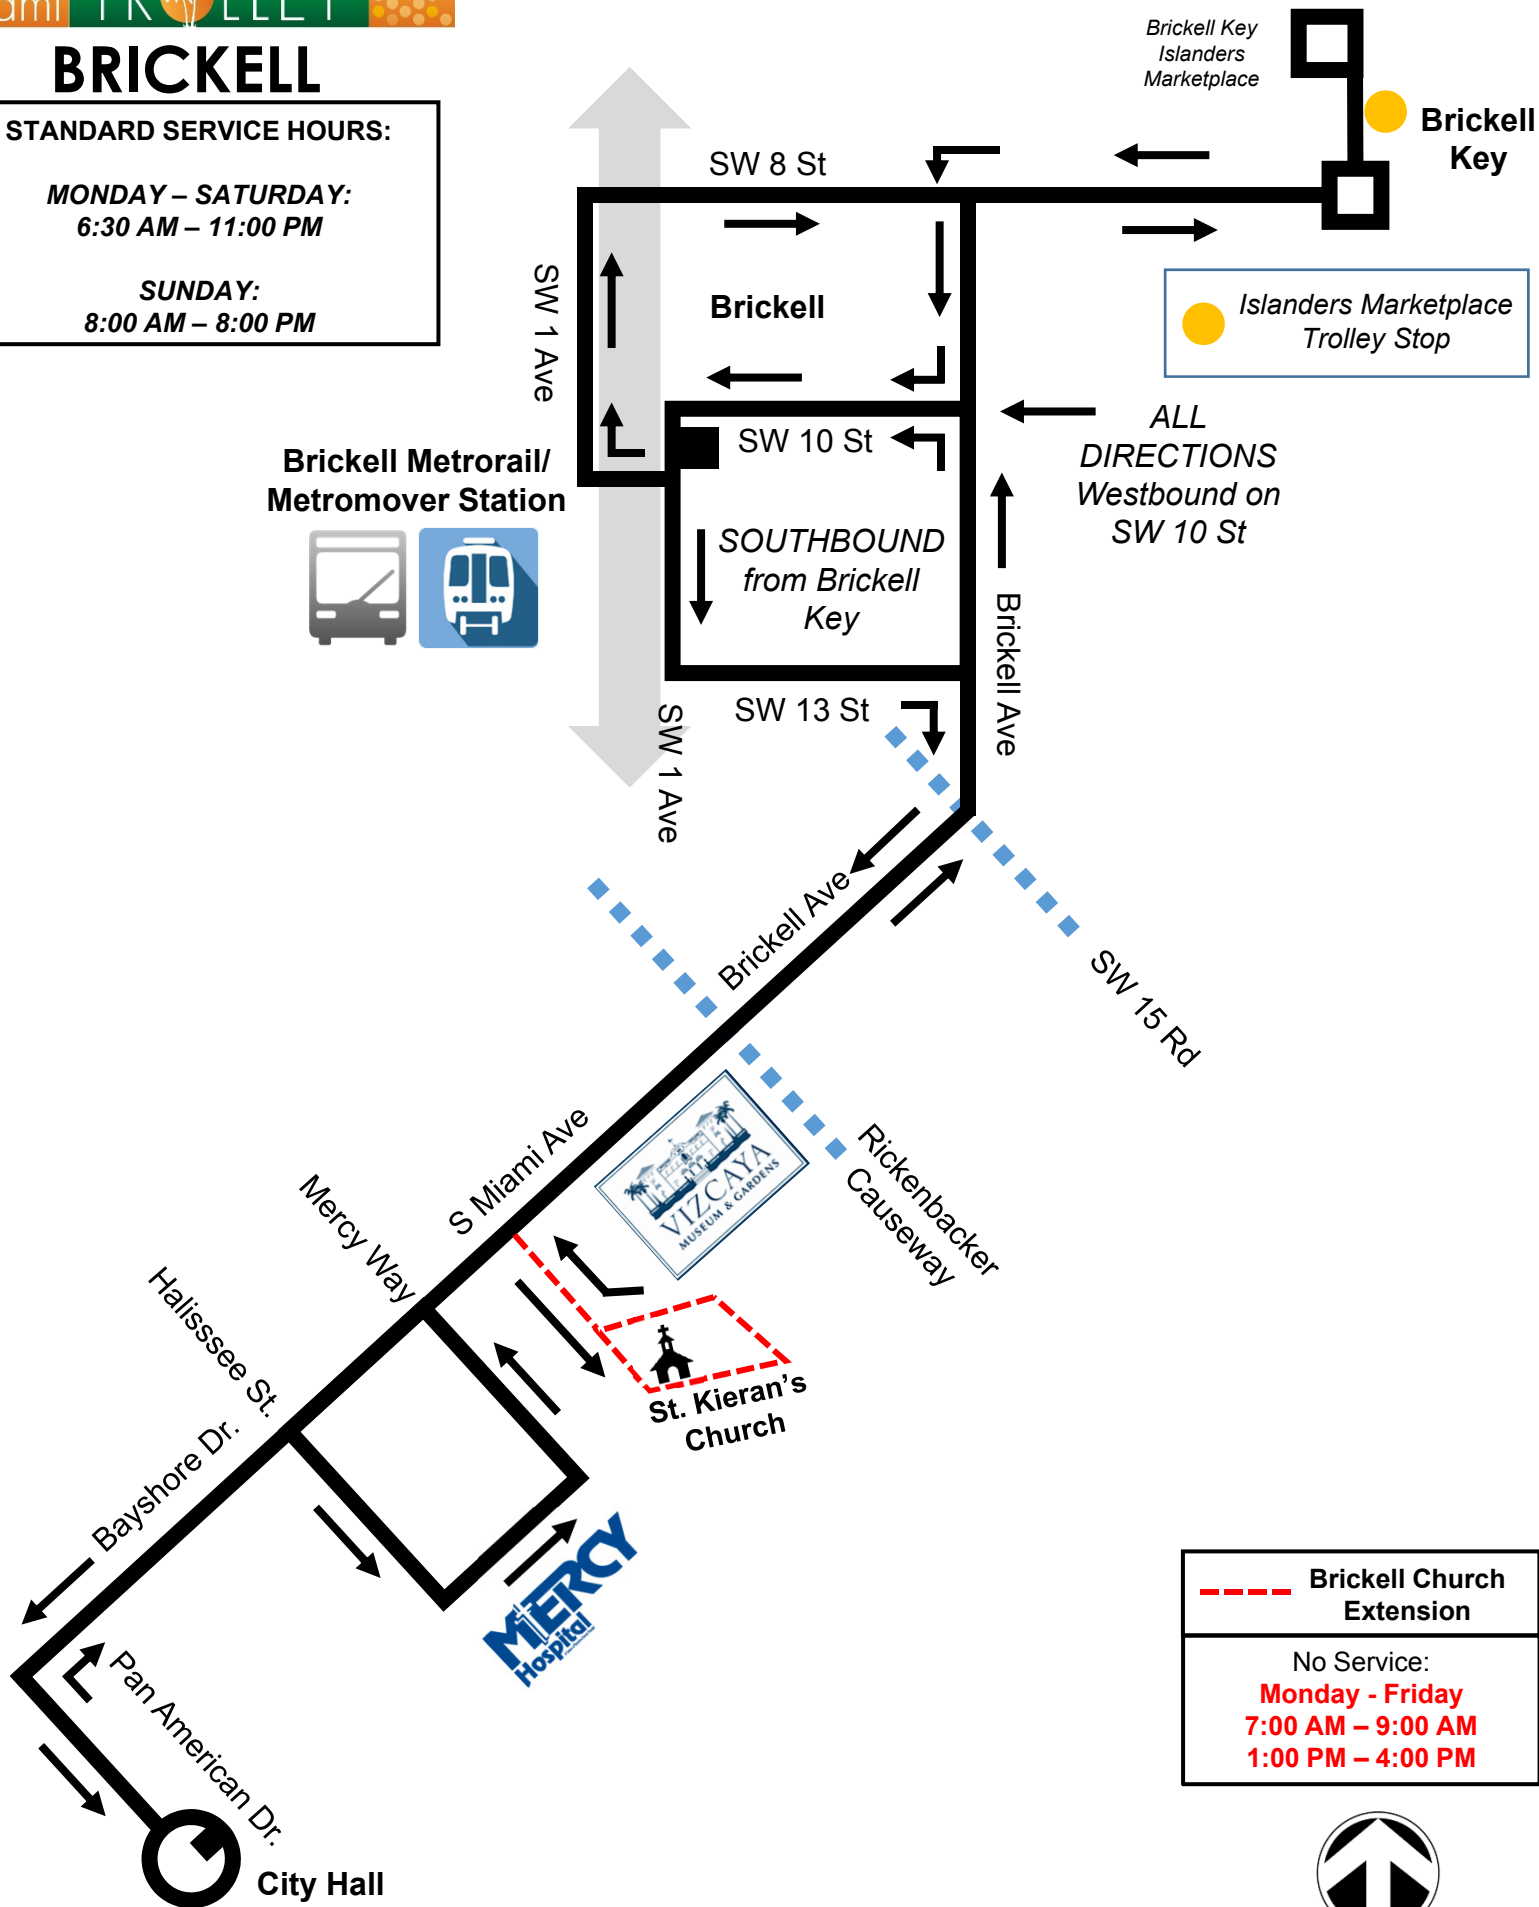 TROLLEY
BRICKELL
STANDARD SERVICE HOURS:
MONDAY – SATURDAY:
6:30 AM – 11:00 PM
SUNDAY:
8:00 AM – 8:00 PM
Brickell Key
Islanders
Marketplace
Brickell
Key
SW 8 St
SW 1 Ave
Brickell
Islanders Marketplace
Trolley Stop
ALL
DIRECTIONS
Westbound on
SW 10 St
SW 10 St
Brickell Metrorail/
Metromover Station
SOUTHBOUND
from Brickell
Key
Brickell Ave
SW 13 St
SW 1 Ave
Brickell Ave
SW 15 Rd
Rickenbacker
Causeway
VIZCAYA
MUSEUM & GARDENS
S Miami Ave
Mercy Way
Halisssee St.
Bayshore Dr.
St. Kieran's
Church
MERCY
Hospital
Pan American Dr.
City Hall
Brickell Church
Extension
No Service:
Monday - Friday
7:00 AM – 9:00 AM
1:00 PM – 4:00 PM